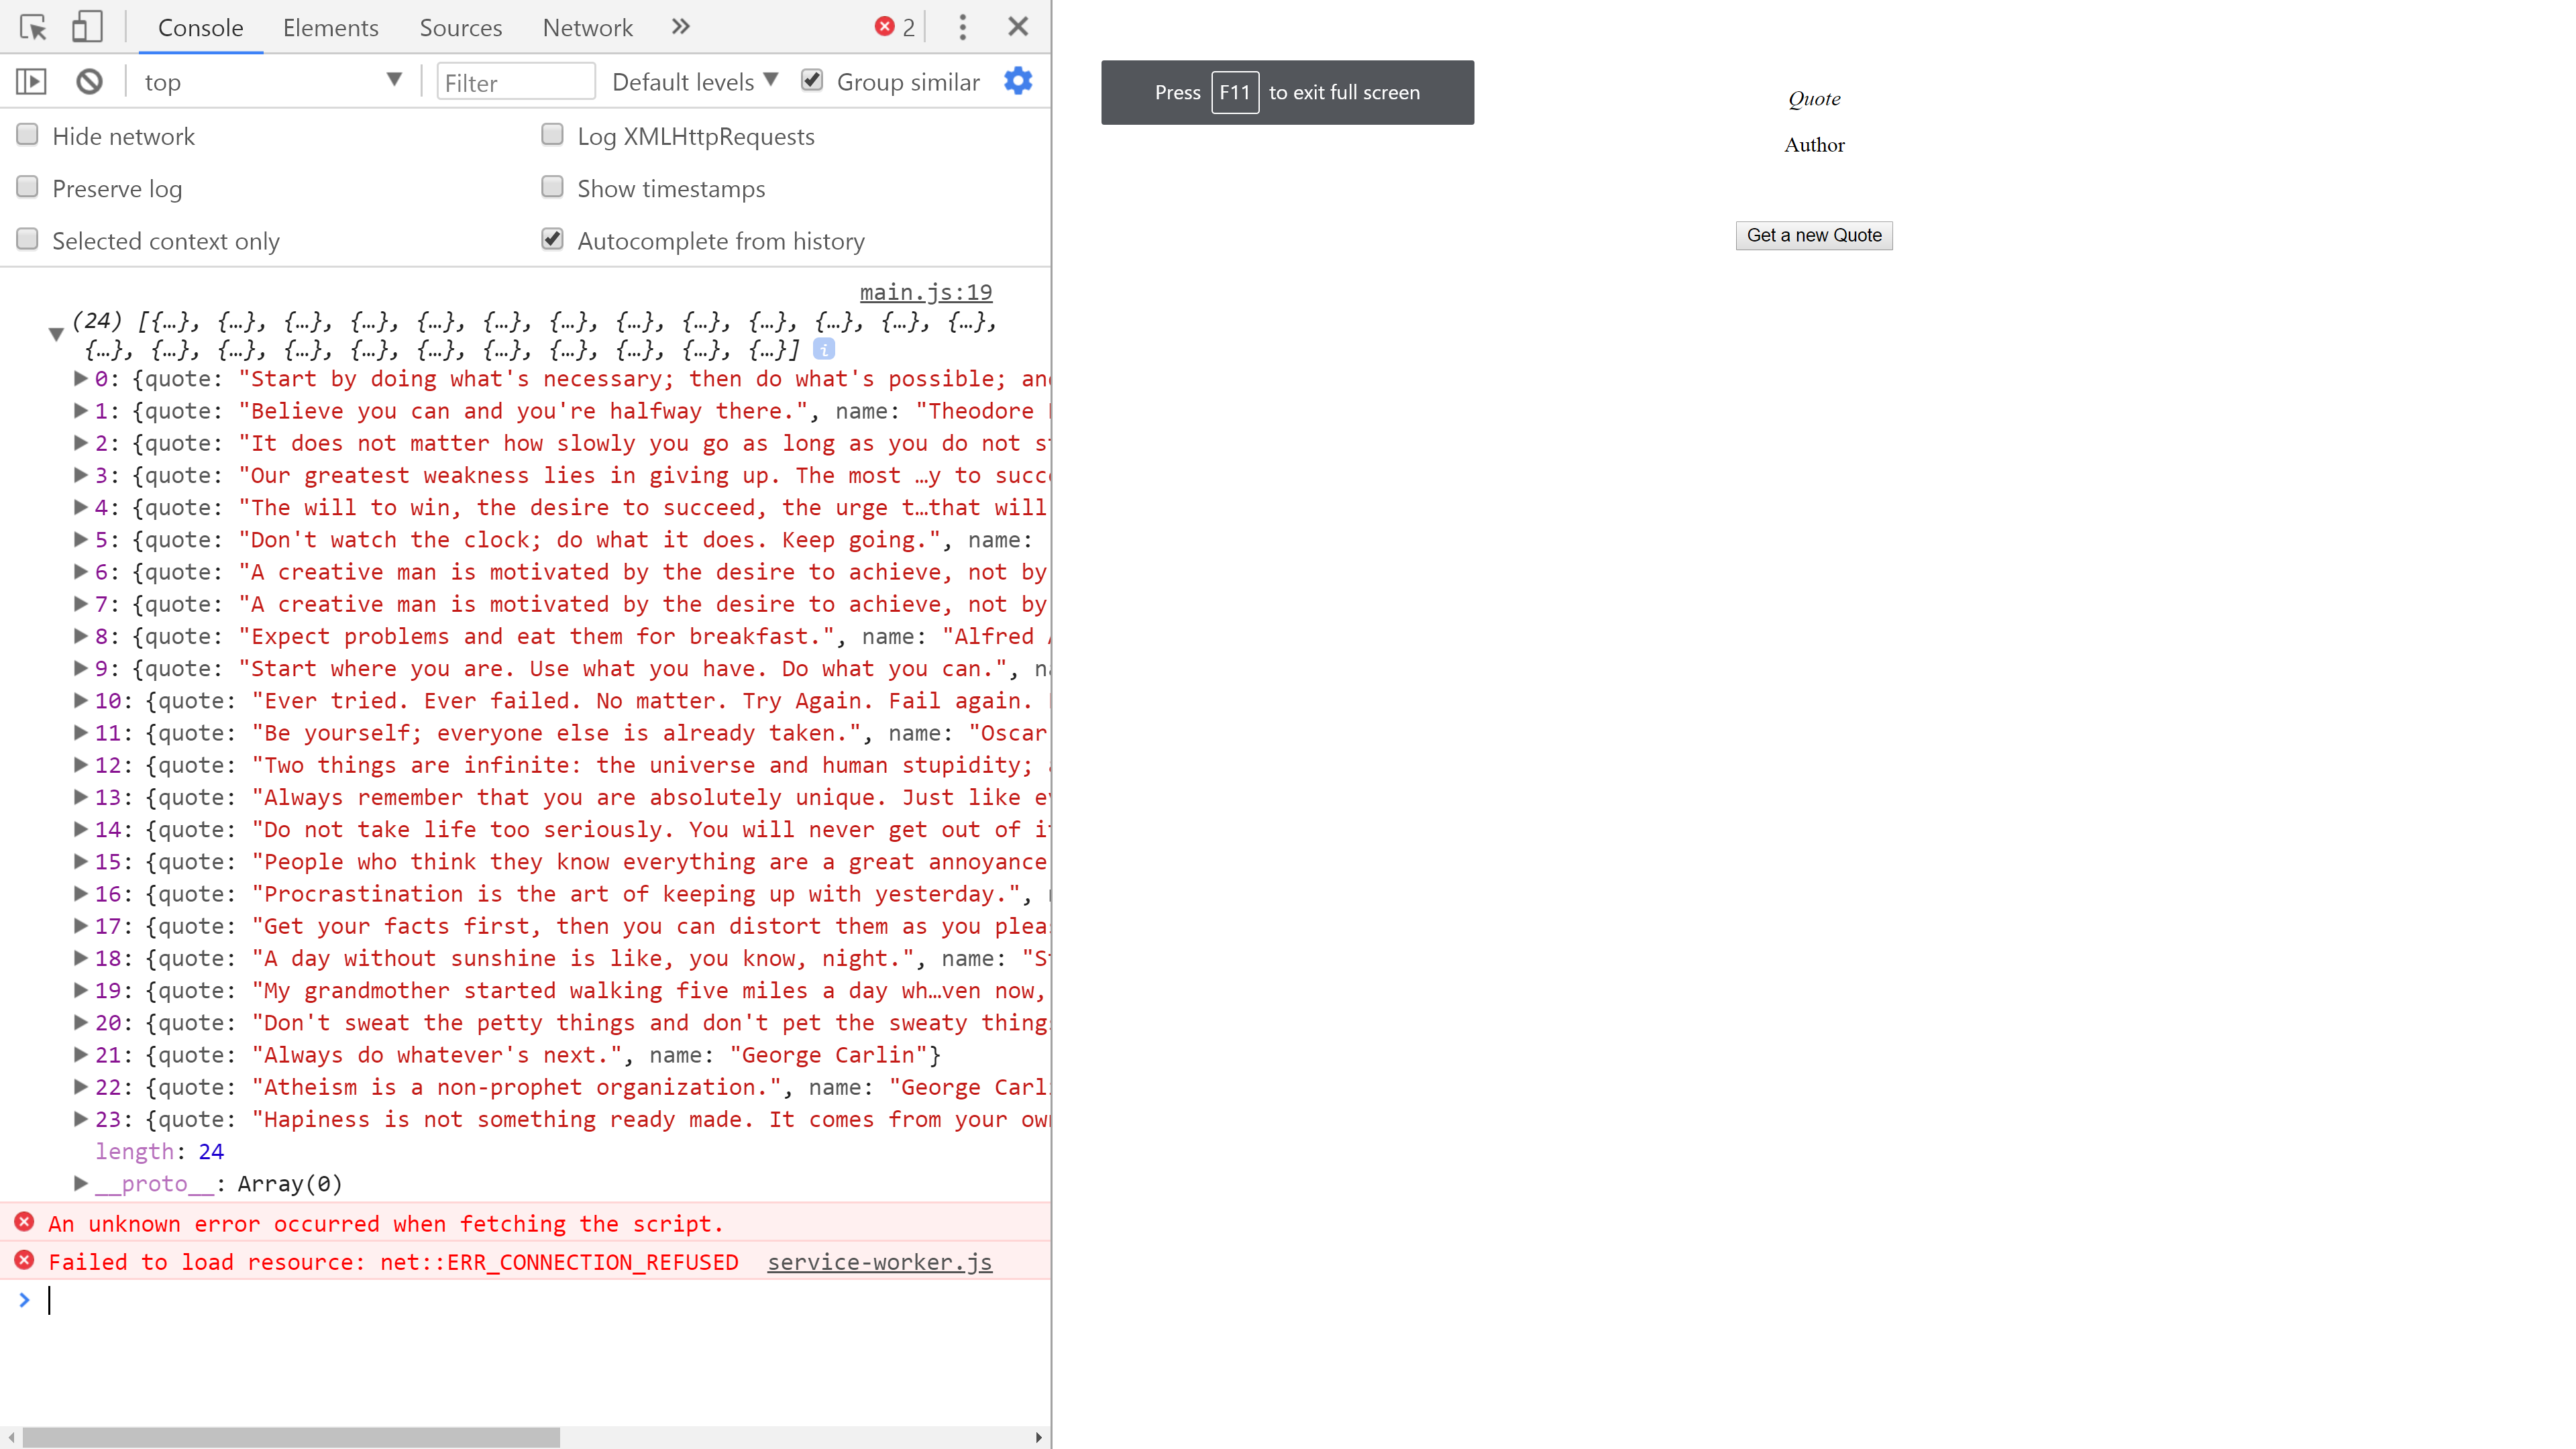 Console Elements Sources Network 2
top Filter Default levels Group similar
Hide network Log XMLHttpRequests
Preserve log Show timestamps
Selected context only Autocomplete from history
main.js:19
(24) [{…}, {…}, {…}, {…}, {…}, {…}, {…}, {…}, {…}, {…}, {…}, {…}, {…},
{…}, {…}, {…}, {…}, {…}, {…}, {…}, {…}, {…}, {…}, {…}] i
0: {quote: "Start by doing what's necessary; then do what's possible; and
1: {quote: "Believe you can and you're halfway there.", name: "Theodore
2: {quote: "It does not matter how slowly you go as long as you do not
3: {quote: "Our greatest weakness lies in giving up. The most …y to
4: {quote: "The will to win, the desire to succeed, the urge t…that will
5: {quote: "Don't watch the clock; do what it does. Keep going.", name:
6: {quote: "A creative man is motivated by the desire to achieve, not by
7: {quote: "A creative man is motivated by the desire to achieve, not by
8: {quote: "Expect problems and eat them for breakfast.", name: "Alfred
9: {quote: "Start where you are. Use what you have. Do what you can.",
10: {quote: "Ever tried. Ever failed. No matter. Try Again. Fail again.
11: {quote: "Be yourself; everyone else is already taken.", name: "Oscar
12: {quote: "Two things are infinite: the universe and human stupidity;
13: {quote: "Always remember that you are absolutely unique. Just like
14: {quote: "Do not take life too seriously. You will never get out of
15: {quote: "People who think they know everything are a great annoyance
16: {quote: "Procrastination is the art of keeping up with yesterday.",
17: {quote: "Get your facts first, then you can distort them as you
18: {quote: "A day without sunshine is like, you know, night.", name:
19: {quote: "My grandmother started walking five miles a day wh…ven now,
20: {quote: "Don't sweat the petty things and don't pet the sweaty things
21: {quote: "Always do whatever's next.", name: "George Carlin"}
22: {quote: "Atheism is a non-prophet organization.", name: "George
23: {quote: "Hapiness is not something ready made. It comes from your
length: 24
__proto__: Array(0)
An unknown error occurred when fetching the script.
Failed to load resource: net::ERR_CONNECTION_REFUSED service-worker.js
Press F11 to exit full screen
Quote
Author
Get a new Quote